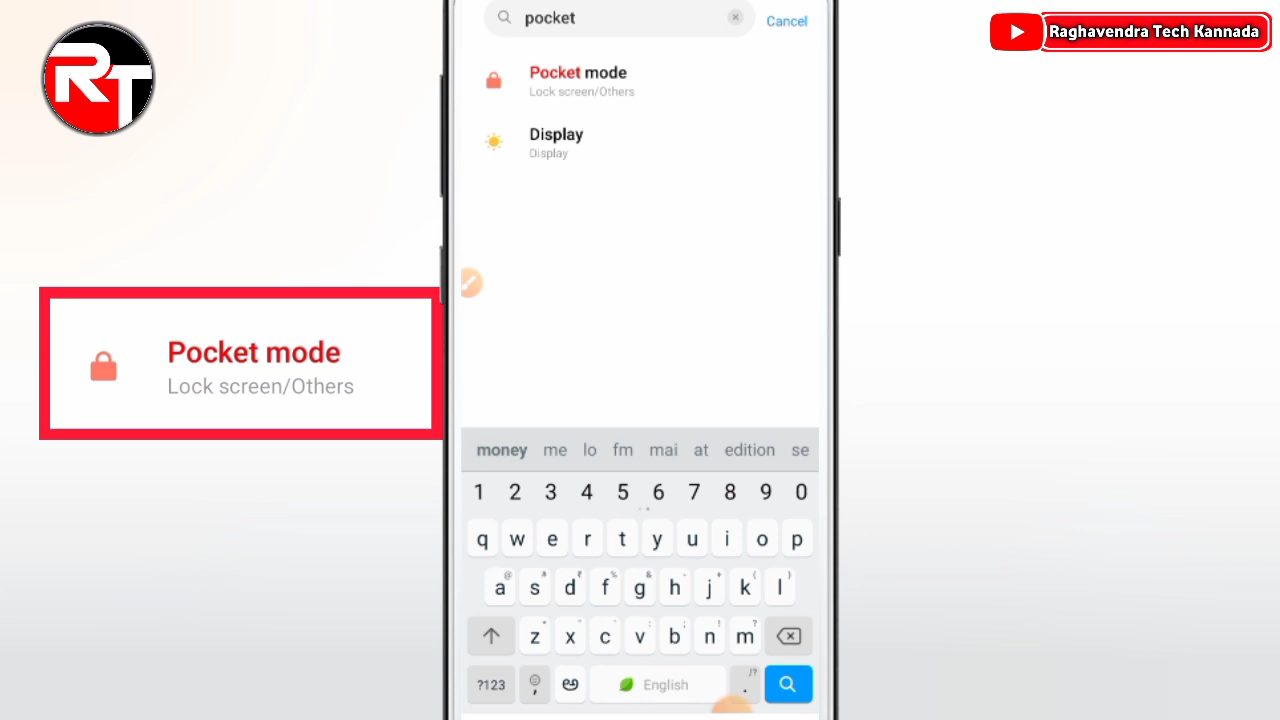 RT
Raghavendra Tech Kannada
pocket
Cancel
Pocket mode
Lock screen/Others
Display
Display
Pocket mode
Lock screen/Others
money me lo fm mai at edition se
1 2 3 4 5 6 7 8 9 0
q w e r t y u i o p
a s d f g h j k l
z x c v b n m
?123 , ಅ English .